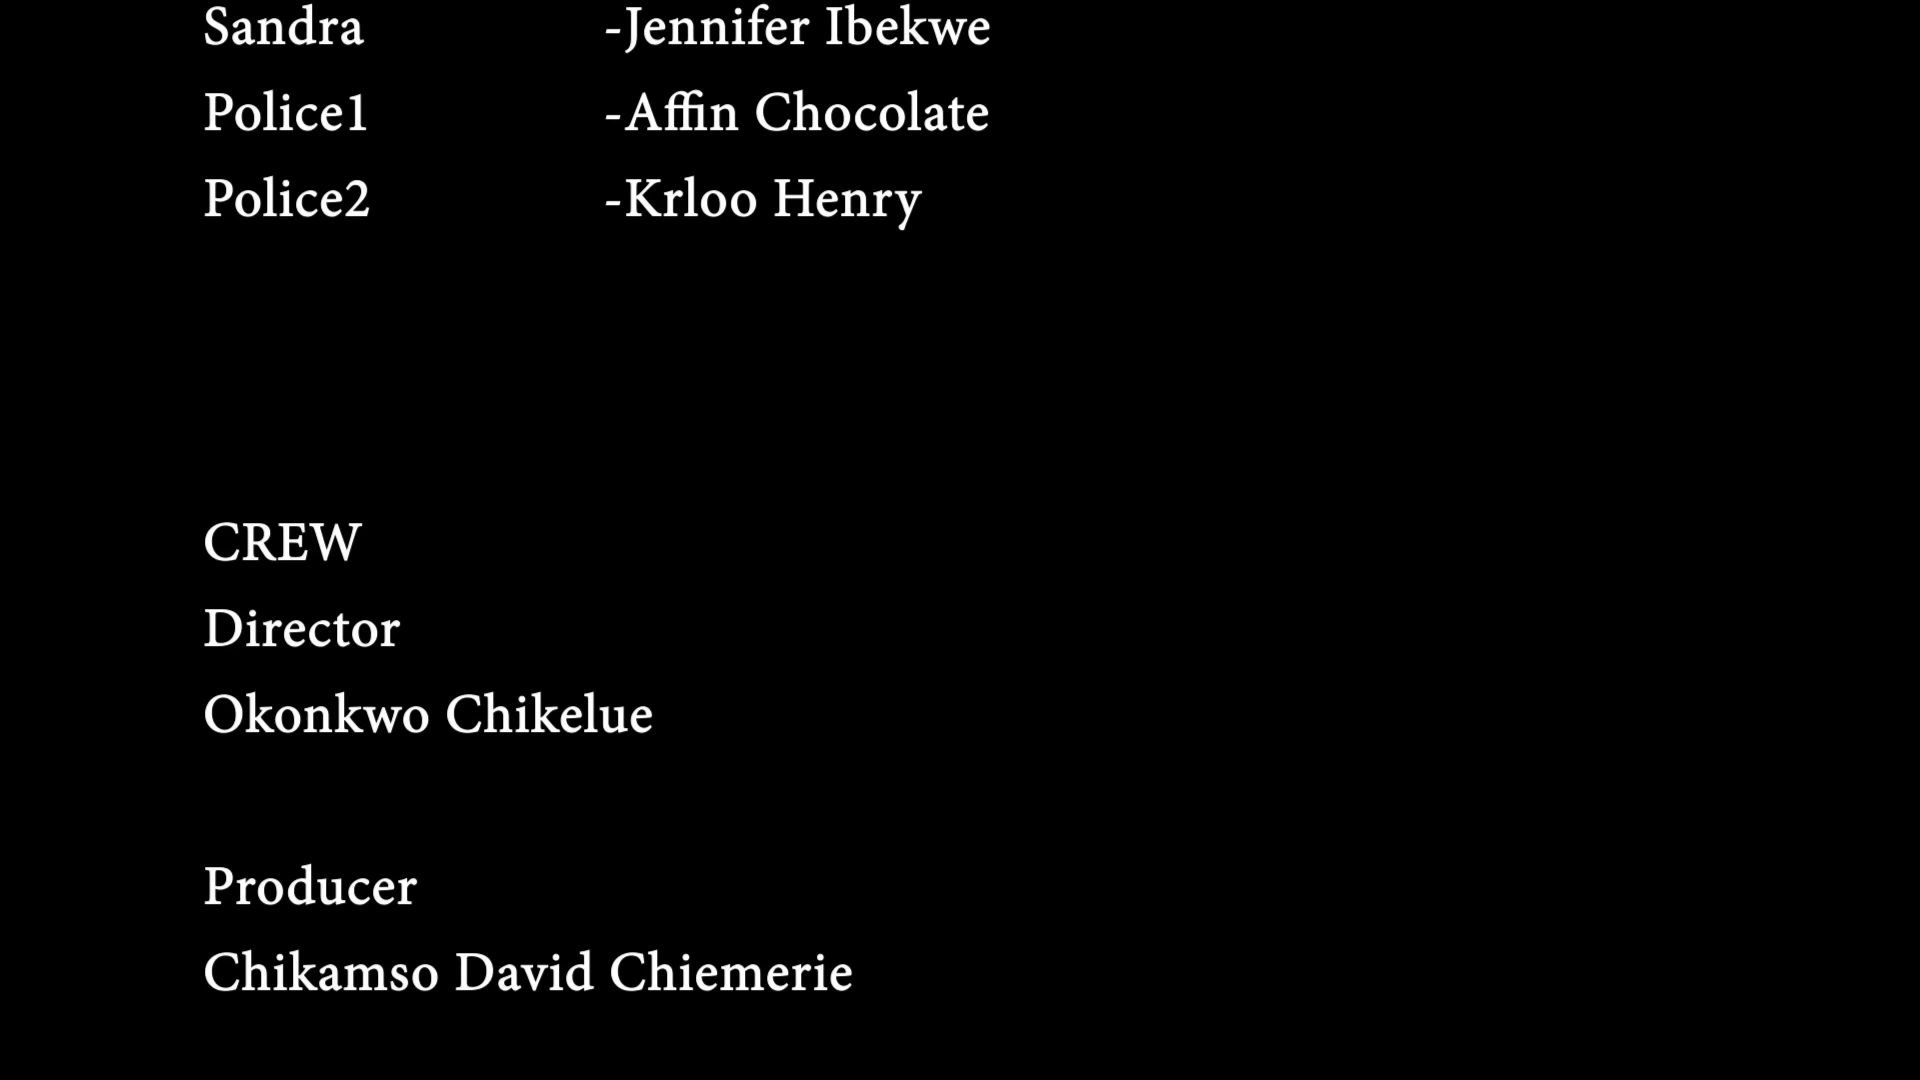 Sandra -Jennifer Ibekwe
Police1 -Affin Chocolate
Police2 -Krloo Henry
CREW
Director
Okonkwo Chikelue
Producer
Chikamso David Chiemerie